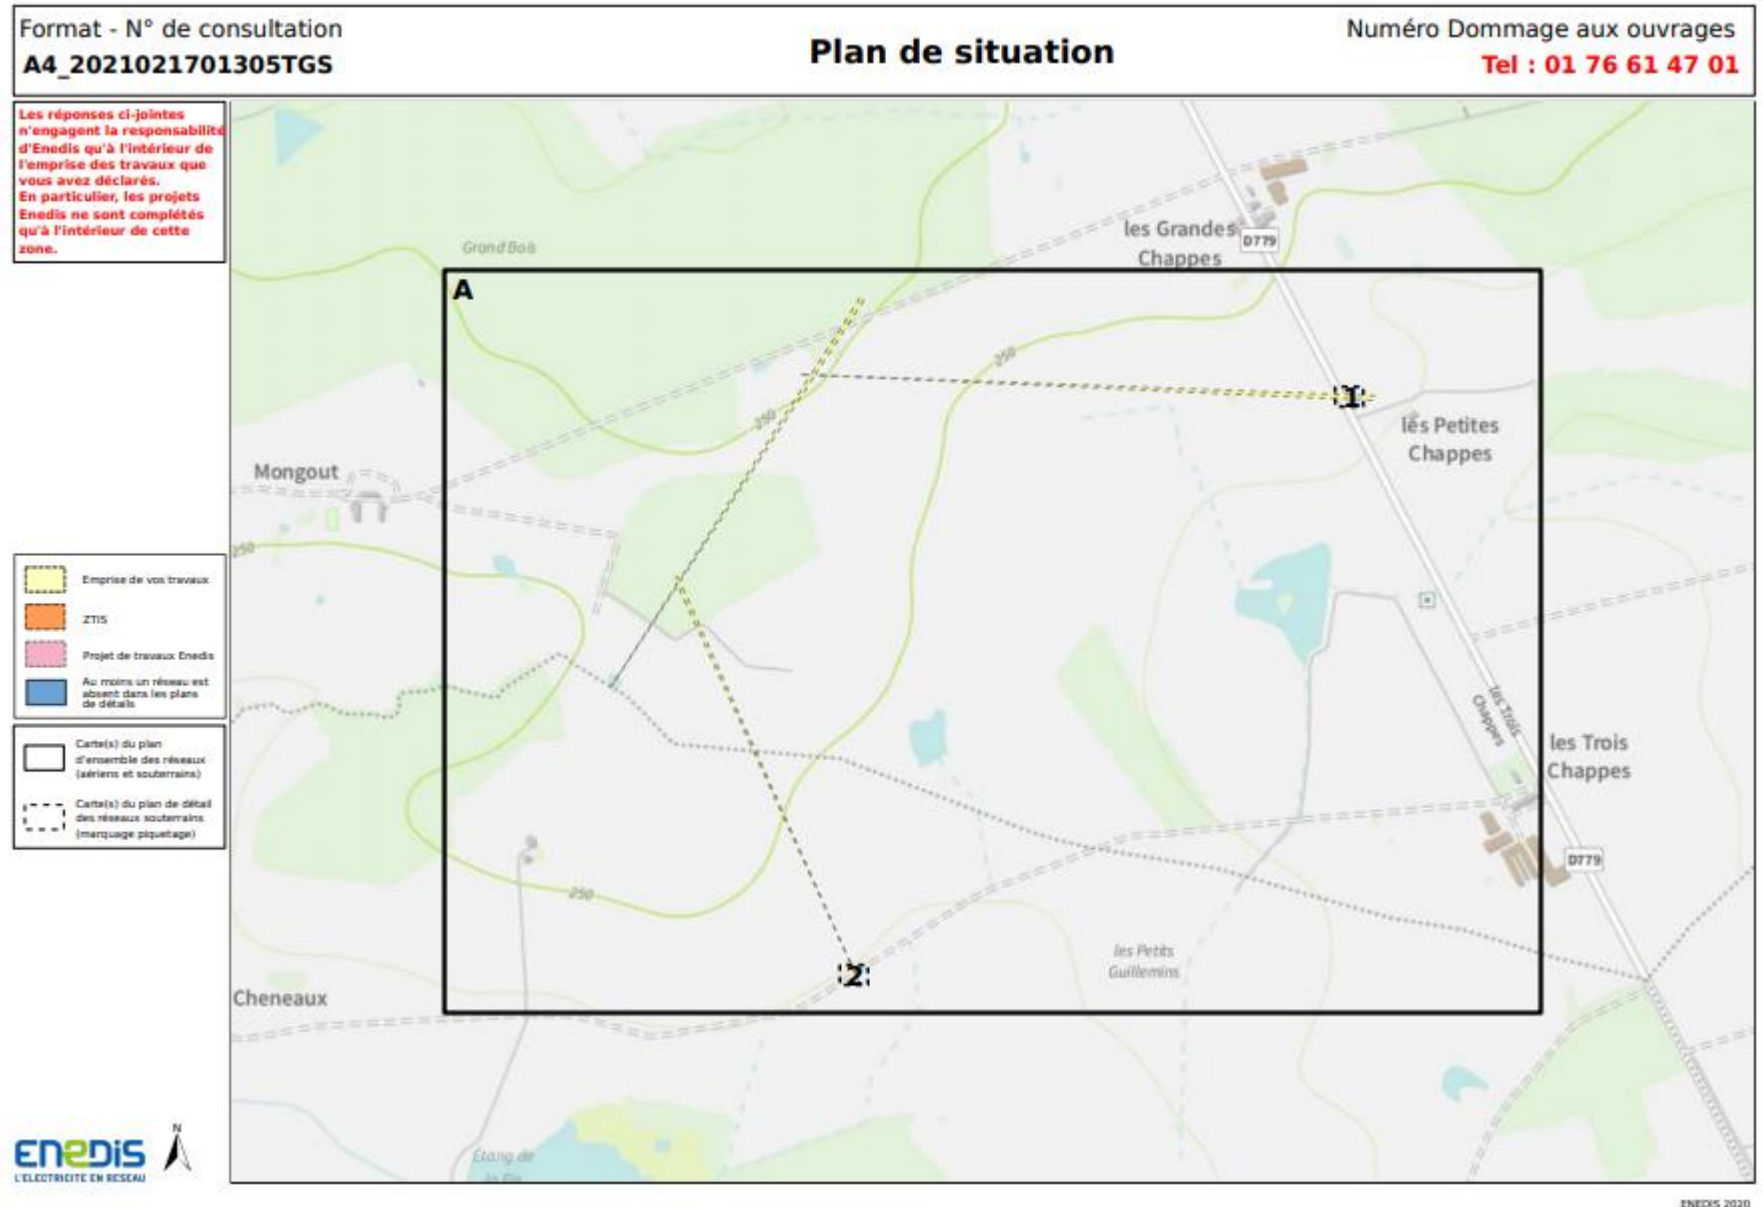 Format - N° de consultation
A4_2021021701305TGS
Plan de situation
Numéro Dommage aux ouvrages
Tel : 01 76 61 47 01
Les réponses ci-jointes
n'engagent la responsabilité
d'Enedis qu'à l'intérieur de
l'emprise des travaux que
vous avez déclarés.
En particulier, les projets
Enedis ne sont complétés
qu'à l'intérieur de cette
zone.
Grand Bois
les Grandes
Chappes
D779
A
250
1
250
les Petites
Chappes
Mongout
250
Emprise de vos travaux
ZTIS
Projet de travaux Enedis
Au moins un réseau est
absent dans les plans
de détails
les Trois
Chappes
les Trois
Chappes
Carte(s) du plan
d'ensemble des réseaux
(aériens et souterrains)
Carte(s) du plan de détail
des réseaux souterrains
(marquage piquetage)
D779
250
les Petits
Guillemins
2
Cheneaux
N
ENEDIS
L'ELECTRICITE EN RESEAU
Étang de
ENEDIS 2020